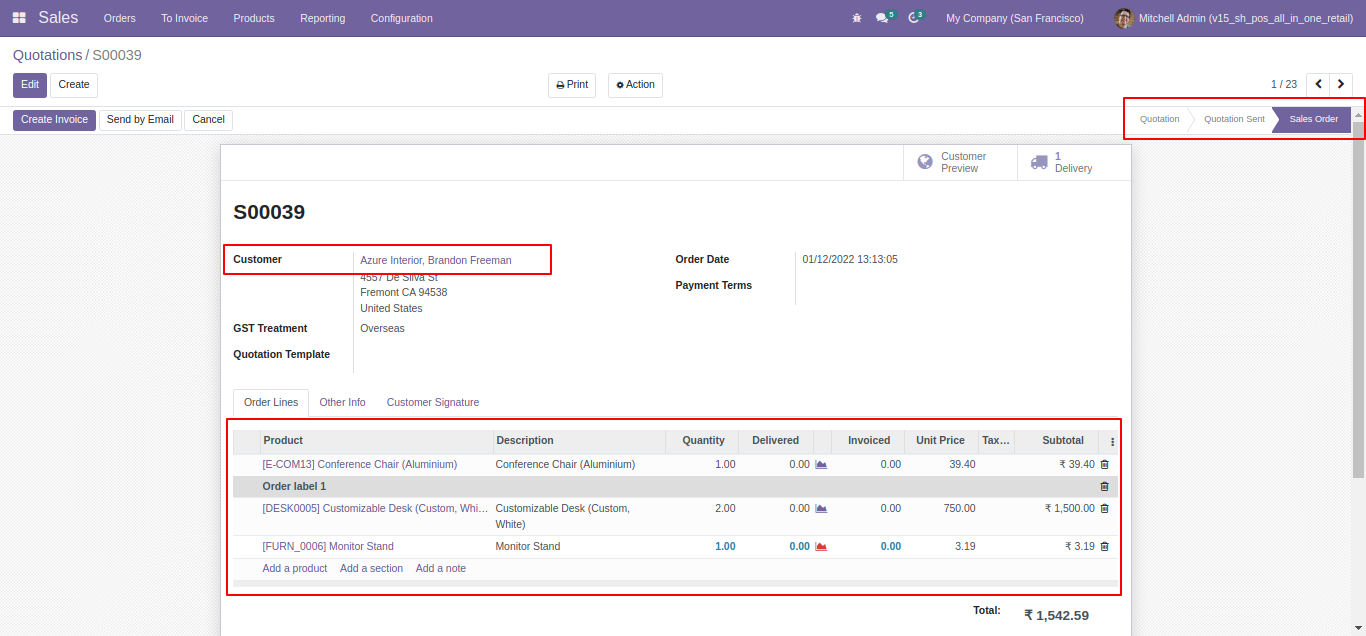 Sales Orders To Invoice Products Reporting Configuration 5 3 My Company (San Francisco) Mitchell Admin (v15_sh_pos_all_in_one_retail)
Quotations / S00039
Edit Create Print Action 1 / 23
Create Invoice Send by Email Cancel Quotation Quotation Sent Sales Order
Customer Preview
1 Delivery
S00039
Customer Azure Interior, Brandon Freeman Order Date 01/12/2022 13:13:05
4557 De Silva St
Payment Terms
Fremont CA 94538
United States
GST Treatment Overseas
Quotation Template
Order Lines Other Info Customer Signature
Product Description Quantity Delivered Invoiced Unit Price Tax… Subtotal
[E-COM13] Conference Chair (Aluminium) Conference Chair (Aluminium) 1.00 0.00 0.00 39.40 ₹ 39.40
Order label 1
[DESK0005] Customizable Desk (Custom, Whi… Customizable Desk (Custom, 2.00 0.00 0.00 750.00 ₹ 1,500.00
White)
[FURN_0006] Monitor Stand Monitor Stand 1.00 0.00 0.00 3.19 ₹ 3.19
Add a product Add a section Add a note
Total: ₹ 1,542.59